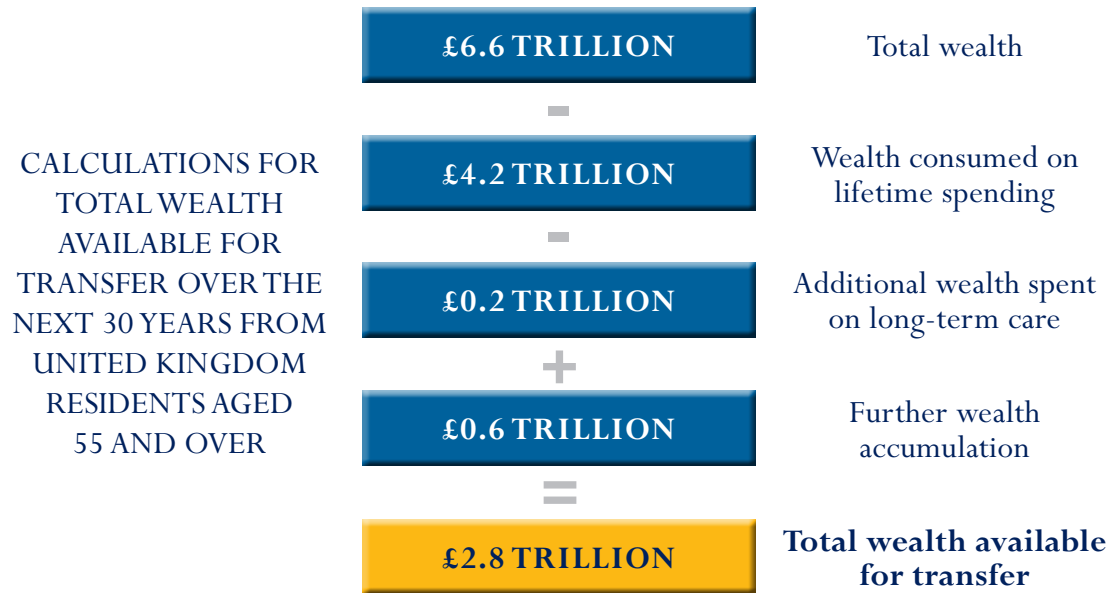 £6.6 TRILLION
Total wealth
-
£4.2 TRILLION
Wealth consumed on
lifetime spending
-
CALCULATIONS FOR
TOTAL WEALTH
AVAILABLE FOR
TRANSFER OVER THE
NEXT 30 YEARS FROM
UNITED KINGDOM
RESIDENTS AGED
55 AND OVER
£0.2 TRILLION
Additional wealth spent
on long-term care
+
£0.6 TRILLION
Further wealth
accumulation
=
£2.8 TRILLION
Total wealth available
for transfer